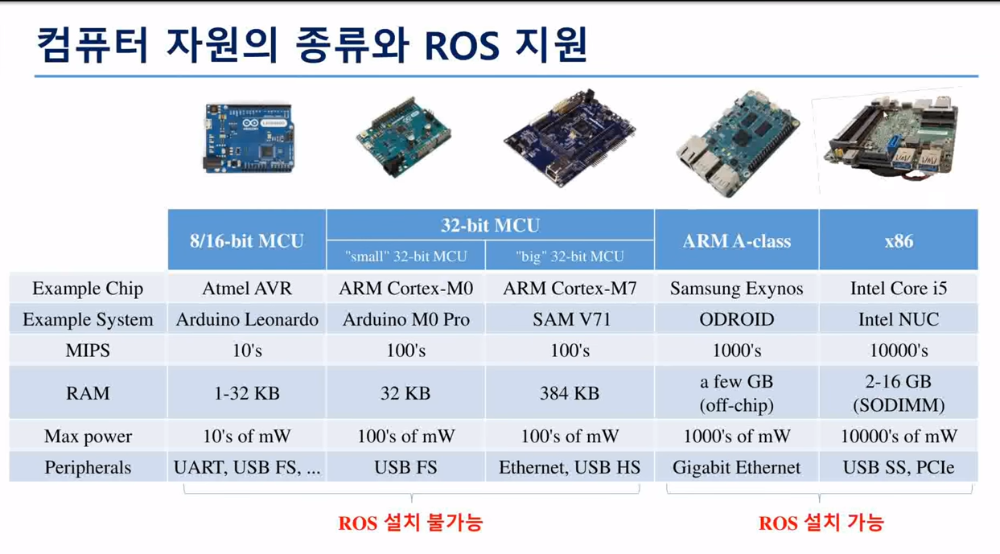 컴퓨터 자원의 종류와 ROS 지원
8/16-bit MCU
32-bit MCU
"small" 32-bit MCU
"big" 32-bit MCU
ARM A-class
x86
Example Chip Atmel AVR ARM Cortex-M0 ARM Cortex-M7 Samsung Exynos Intel Core i5
Example System Arduino Leonardo Arduino M0 Pro SAM V71 ODROID Intel NUC
MIPS 10's 100's 100's 1000's 10000's
RAM 1-32 KB 32 KB 384 KB a few GB 2-16 GB
(off-chip) (SODIMM)
Max power 10's of mW 100's of mW 100's of mW 1000's of mW 10000's of mW
Peripherals UART, USB FS, ... USB FS Ethernet, USB HS Gigabit Ethernet USB SS, PCIe
ROS 설치 불가능
ROS 설치 가능